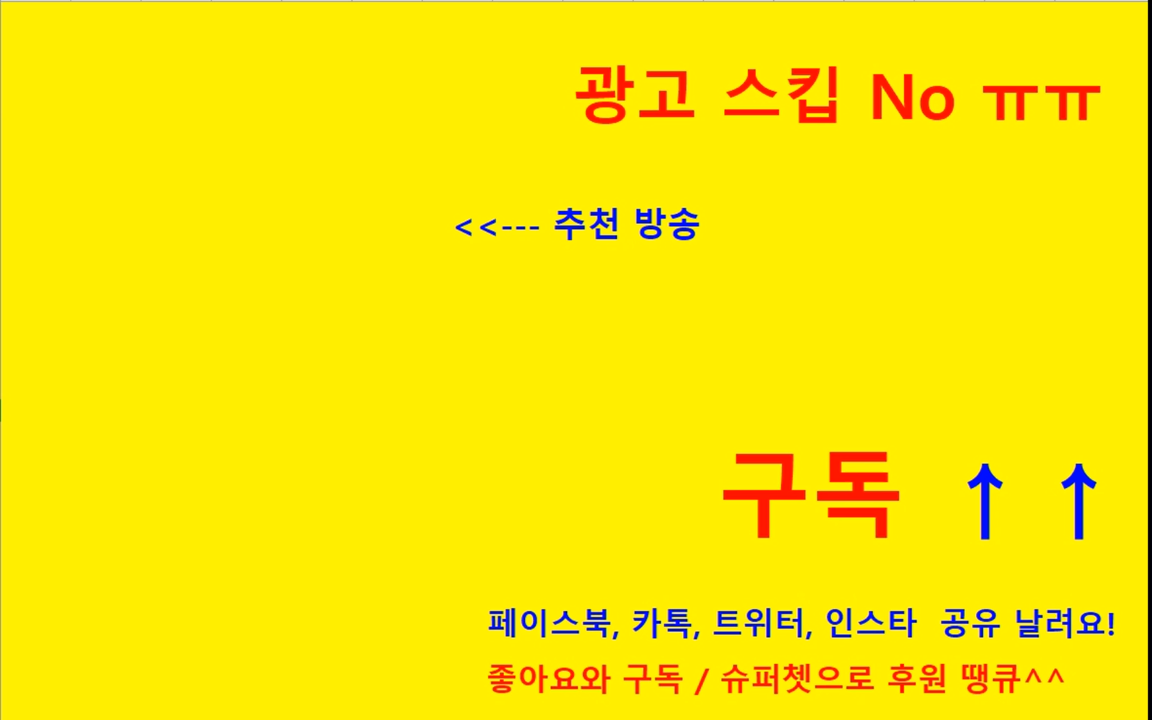 광고 스킵 No ㅠㅠ
<<--- 추천 방송
구독 ↑ ↑
페이스북, 카톡, 트위터, 인스타 공유 날려요!
좋아요와 구독 / 슈퍼쳇으로 후원 땡큐^^